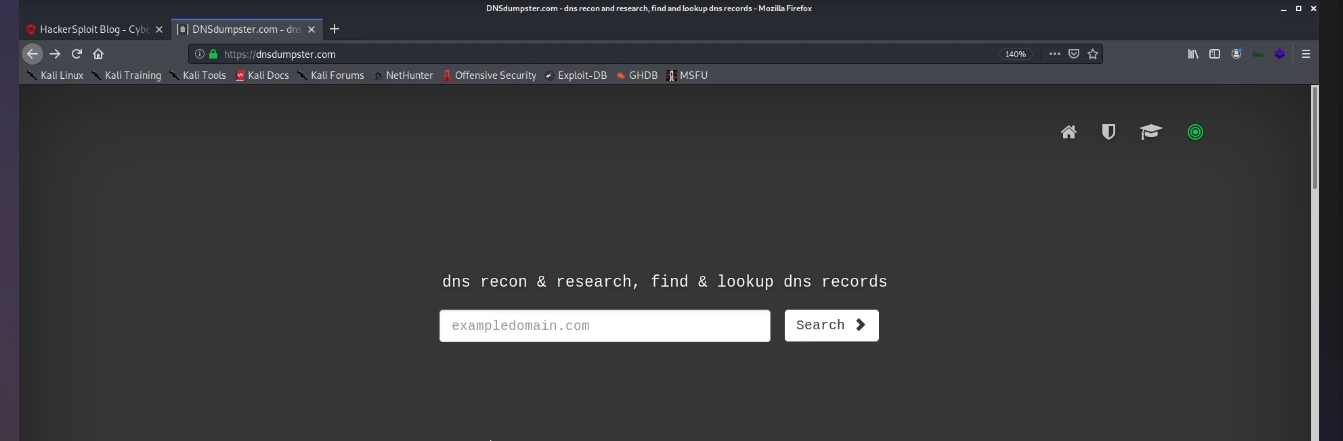 DNSdumpster.com - dns recon and research, find and lookup dns records - Mozilla Firefox
HackerSploit Blog - Cybe
DNSdumpster.com - dns
https://dnsdumpster.com
140%
Kali Linux Kali Training Kali Tools Kali Docs Kali Forums NetHunter Offensive Security Exploit-DB GHDB MSFU
dns recon & research, find & lookup dns records
exampledomain.com
Search